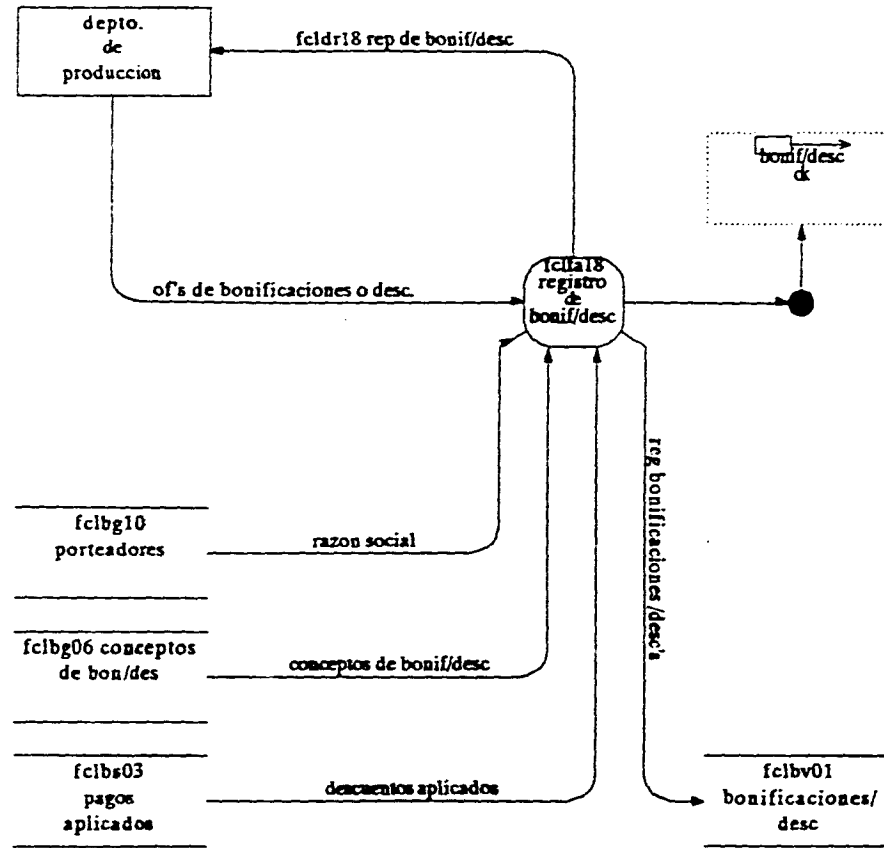 depto.
de
produccion
fcldr18 rep de bonif/desc
bonif/desc
ck
of's de bonificaciones o desc.
fclfa18
registro
de
bonif/desc
reg bonificaciones /desc's
fclbg10
porteadores
razon social
fclbg06 conceptos
de bon/des
conceptos de bonif/desc
fclbs03
pagos
aplicados
descuentos aplicados
fclbv01
bonificaciones/
desc